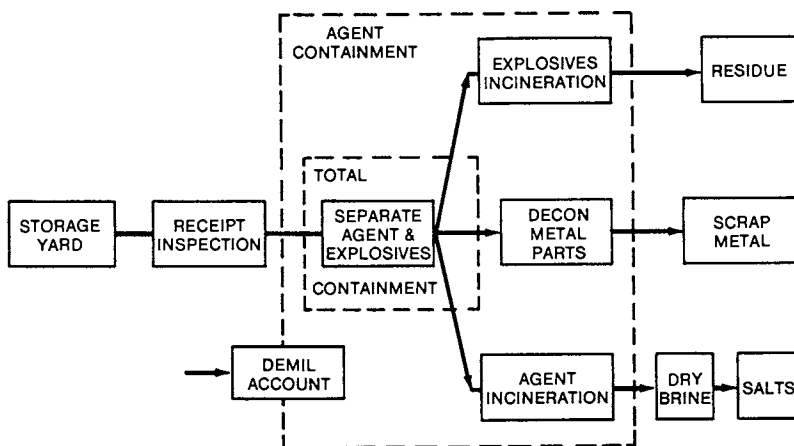 AGENT
CONTAINMENT
EXPLOSIVES
INCINERATION
RESIDUE
TOTAL
STORAGE
YARD
RECEIPT
INSPECTION
SEPARATE
AGENT &
EXPLOSIVES
DECON
METAL
PARTS
SCRAP
METAL
CONTAINMENT
DEMIL
ACCOUNT
AGENT
INCINERATION
DRY
BRINE
SALTS